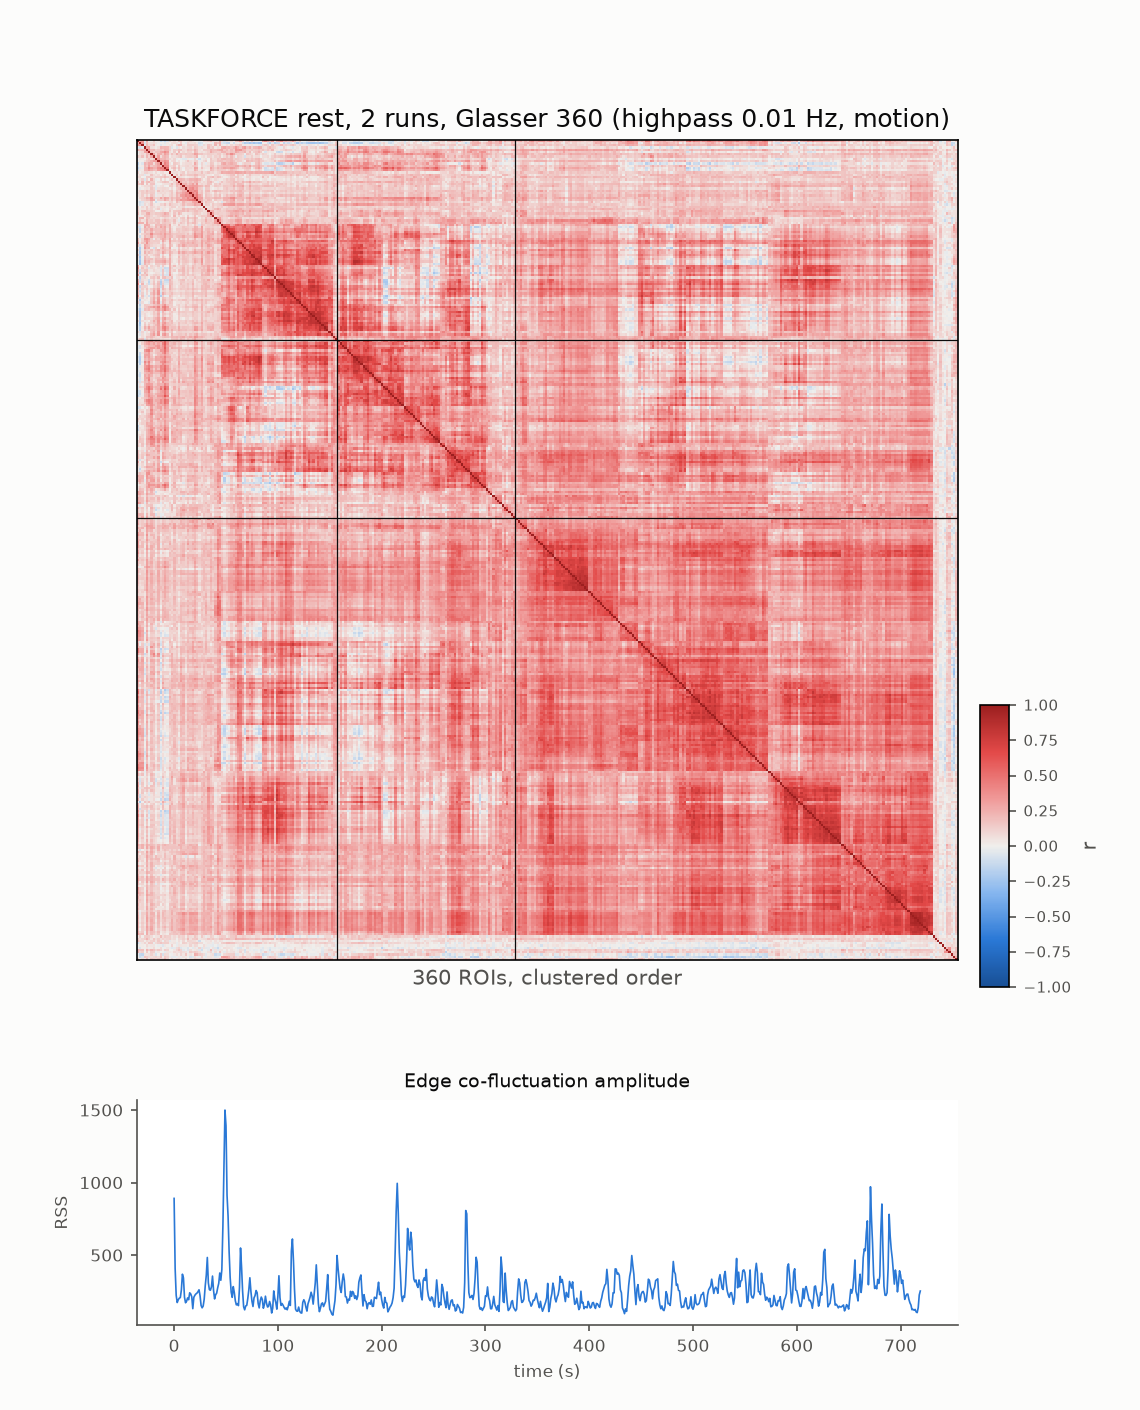 TASKFORCE rest, 2 runs, Glasser 360 (highpass 0.01 Hz, motion)
1.00
0.75
0.50
0.25
0.00
−0.25
−0.50
−0.75
−1.00
r
360 ROIs, clustered order
Edge co-fluctuation amplitude
1500
1000
500
RSS
0 100 200 300 400 500 600 700
time (s)